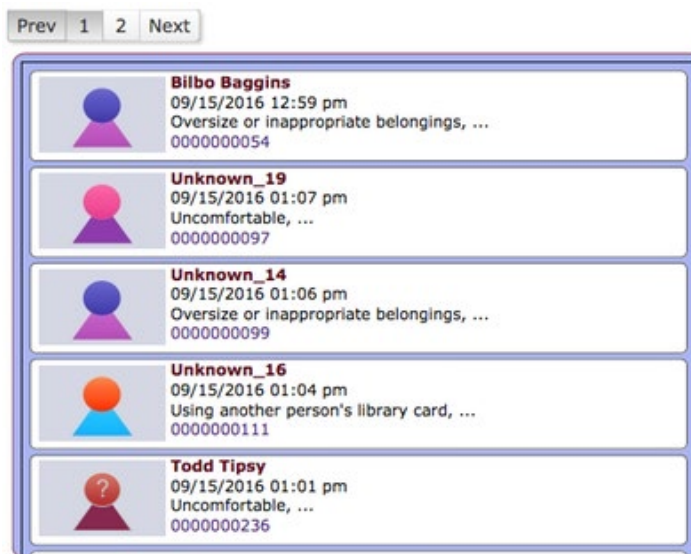 Prev 1 2 Next
Bilbo Baggins
09/15/2016 12:59 pm
Oversize or inappropriate belongings, ...
0000000054
Unknown_19
09/15/2016 01:07 pm
Uncomfortable, ...
0000000097
Unknown_14
09/15/2016 01:06 pm
Oversize or inappropriate belongings, ...
0000000099
Unknown_16
09/15/2016 01:04 pm
Using another person's library card, ...
0000000111
?
Todd Tipsy
09/15/2016 01:01 pm
Uncomfortable, ...
0000000236